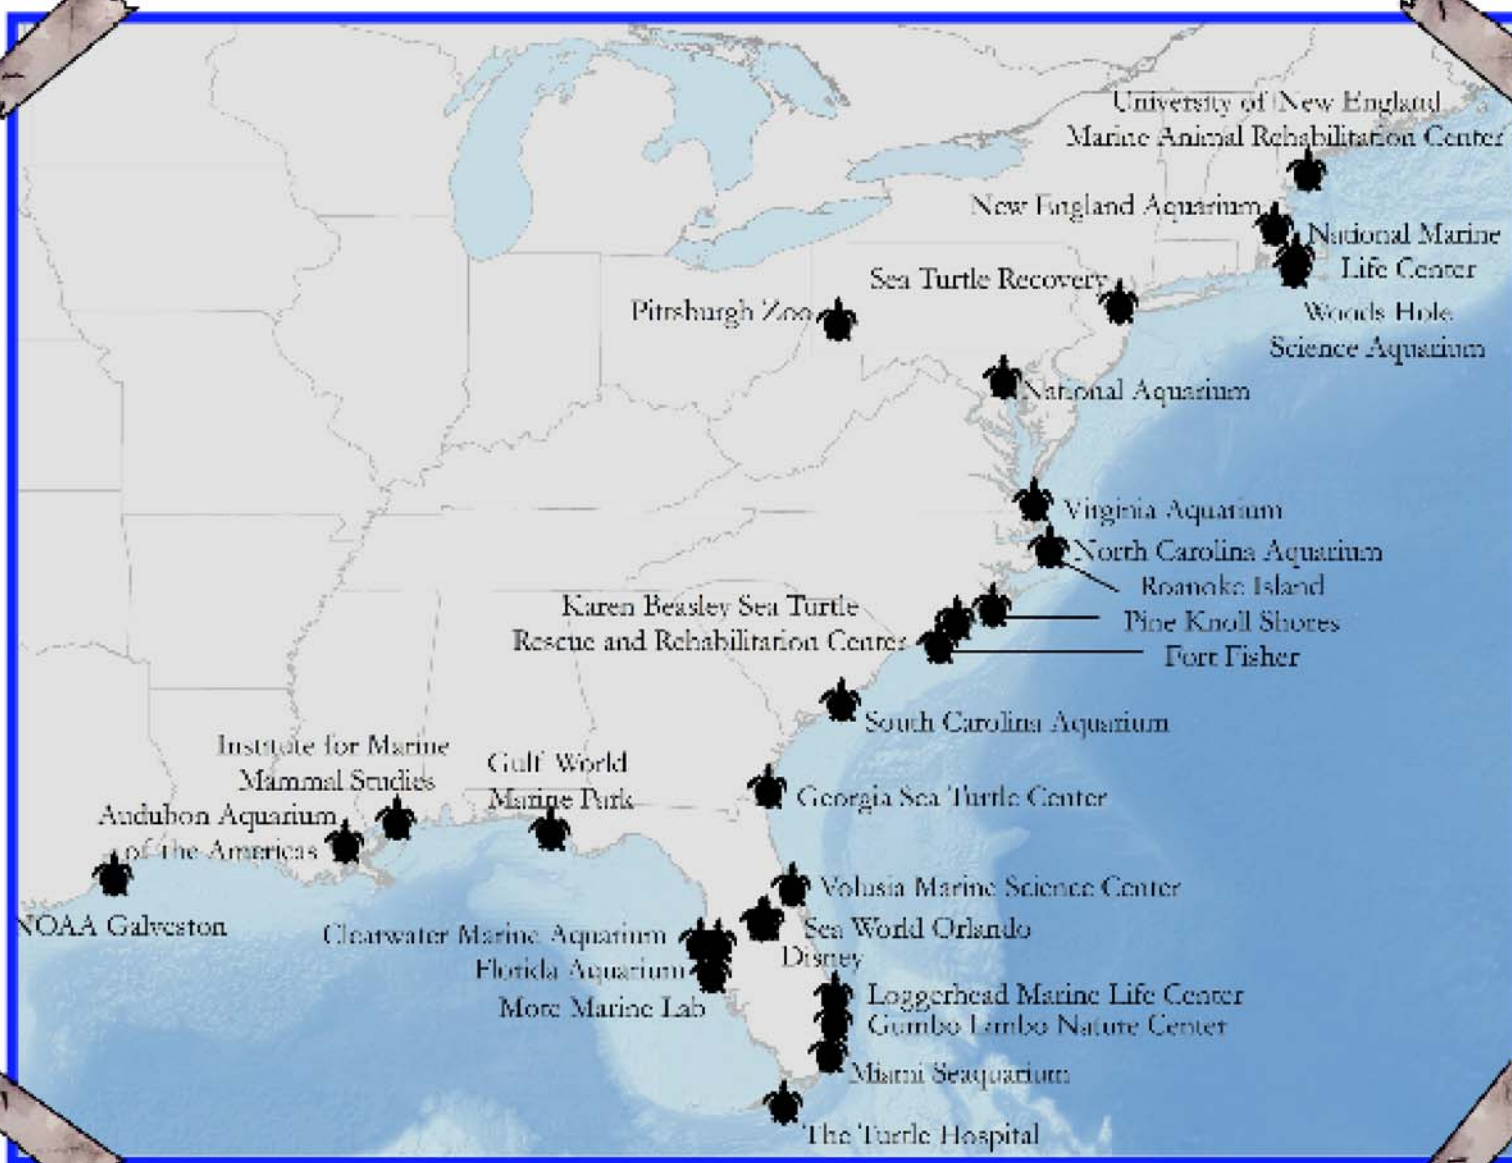 University of New England
Marine Animal Rehabilitation Center
New England Aquarium
National Marine
Life Center
Sea Turtle Recovery
Pittsburgh Zoo
Woods Hole
Science Aquarium
National Aquarium
Virginia Aquarium
North Carolina Aquarium
Roanoke Island
Pine Knoll Shores
Fort Fisher
Karen Beasley Sea Turtle
Rescue and Rehabilitation Center
South Carolina Aquarium
Institute for Marine
Mammal Studies
Gulf World
Marine Park
Georgia Sea Turtle Center
Audubon Aquarium
of the Americas
NOAA Galveston
Volusia Marine Science Center
Clearwater Marine Aquarium
Sea World Orlando
Disney
Florida Aquarium
Mote Marine Lab
Loggerhead Marine Life Center
Gumbo Limbo Nature Center
Miami Seaquarium
The Turtle Hospital